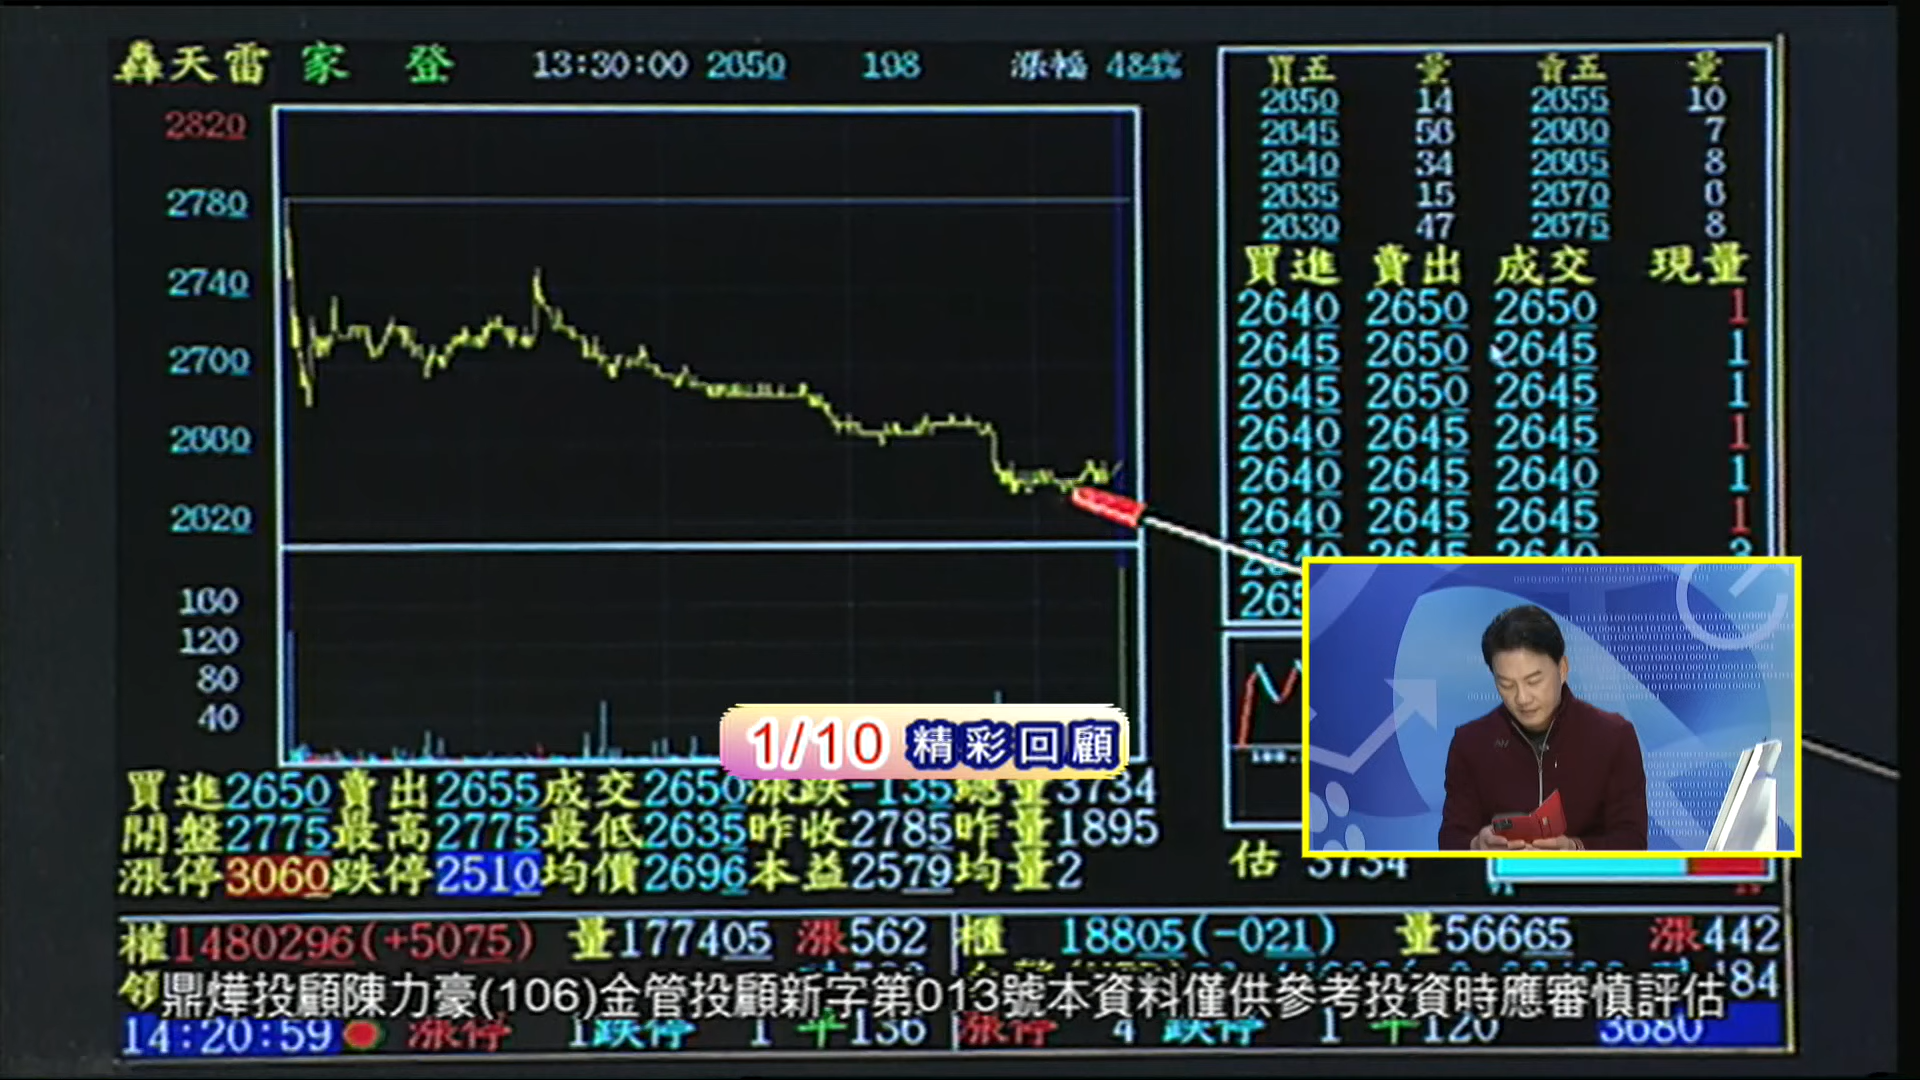 轟天雷 家 登 13:30:00 2650 198 漲幅 4.84%
買五 量 賣五 量
2650 14 2655 10
2645 56 2660 7
2640 34 2665 8
2635 15 2670 6
2630 47 2675 8
買進 賣出 成交 現量
2640 2650 2650 1
2645 2650 2645 1
2645 2650 2645 1
2640 2645 2645 1
2640 2645 2640 1
2640 2645 2645 1
2640 2645 2640
265
2820
2780
2740
2700
2660
2620
160
120
80
40
1/10 精彩回顧
買進2650 賣出2655 成交2650 漲跌-135 總量3734
開盤2775 最高2775 最低2635 昨收2785 昨量1895
漲停3060 跌停2510 均價2696 本益2579 均量2
估 3734
權1480296(+5075) 量177405 漲562 櫃 18805(-021) 量56665 漲442
鼎燁投顧陳力豪(106)金管投顧新字第013號本資料僅供參考投資時應審慎評估
14:20:59 漲停 1 跌停 1 平136 漲停 4 跌停 1 平120 3680